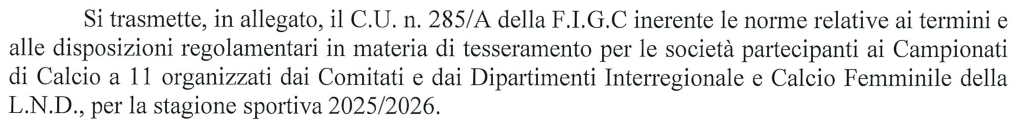 Si trasmette, in allegato, il C.U. n. 285/A della F.I.G.C inerente le norme relative ai termini e
alle disposizioni regolamentari in materia di tesseramento per le società partecipanti ai Campionati
di Calcio a 11 organizzati dai Comitati e dai Dipartimenti Interregionale e Calcio Femminile della
L.N.D., per la stagione sportiva 2025/2026.